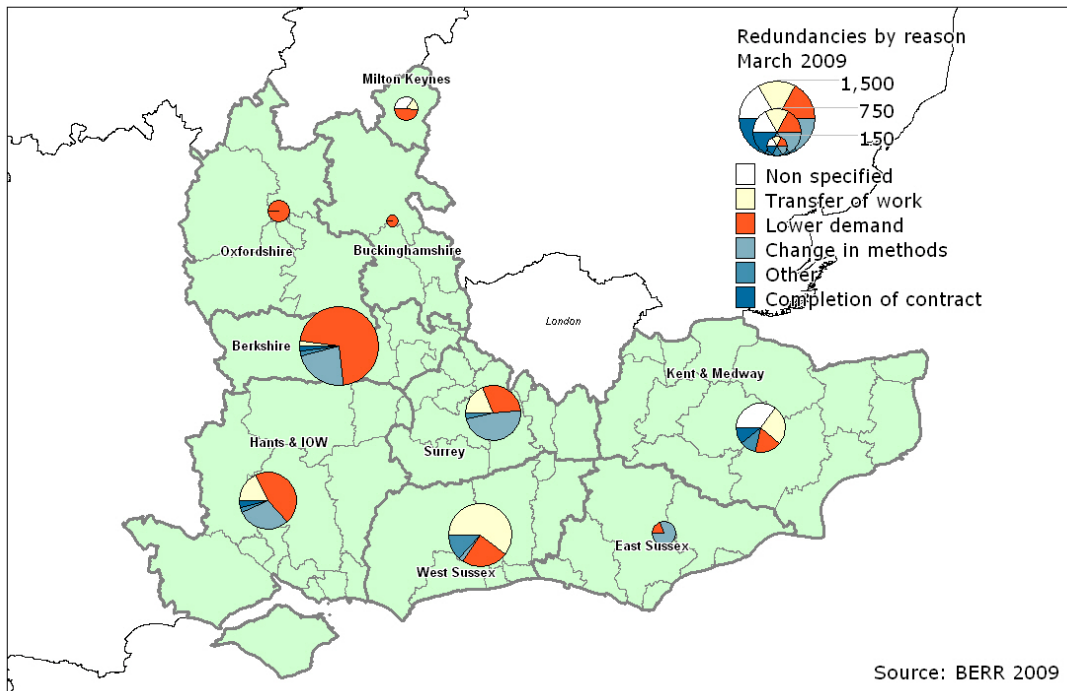 Redundancies by reason
March 2009
1,500
750
150
Non specified
Transfer of work
Lower demand
Change in methods
Other
Completion of contract
Milton Keynes
Oxfordshire
Buckinghamshire
London
Berkshire
Kent & Medway
Hants & IOW
Surrey
East Sussex
West Sussex
Source: BERR 2009